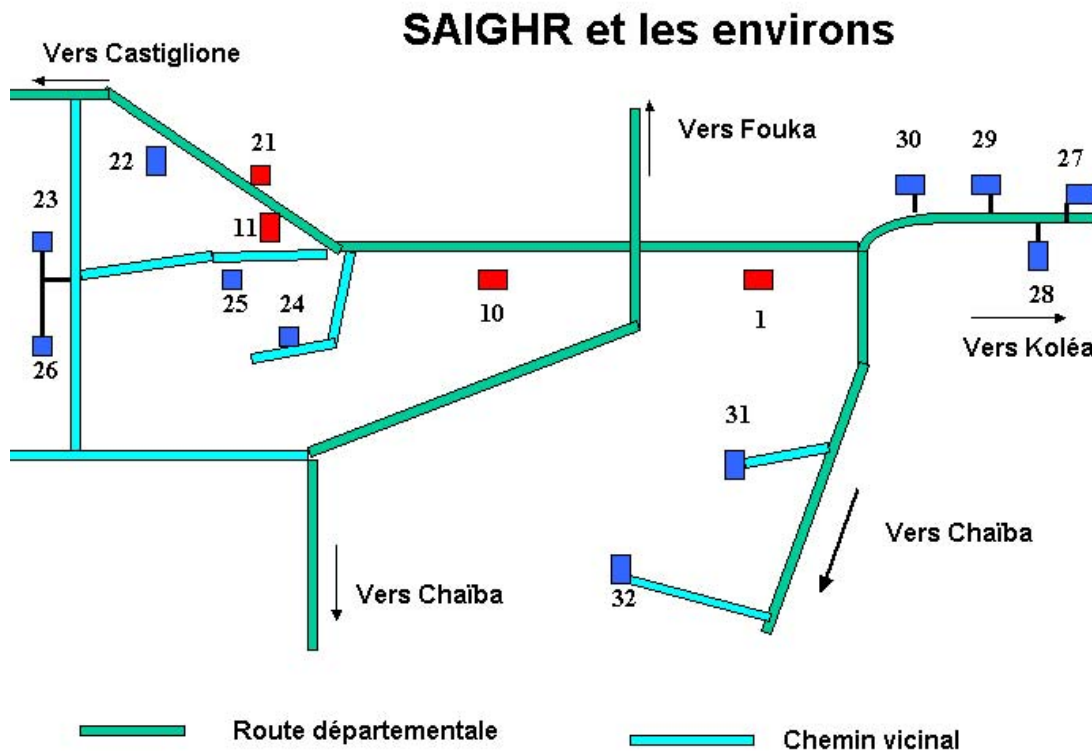 SAIGHR et les environs
Vers Castiglione
Vers Fouka
21
22
30
29
27
23
11
25
24
10
1
28
26
Vers Koléa
31
Vers Chaïba
Vers Chaïba
32
Route départementale
Chemin vicinal